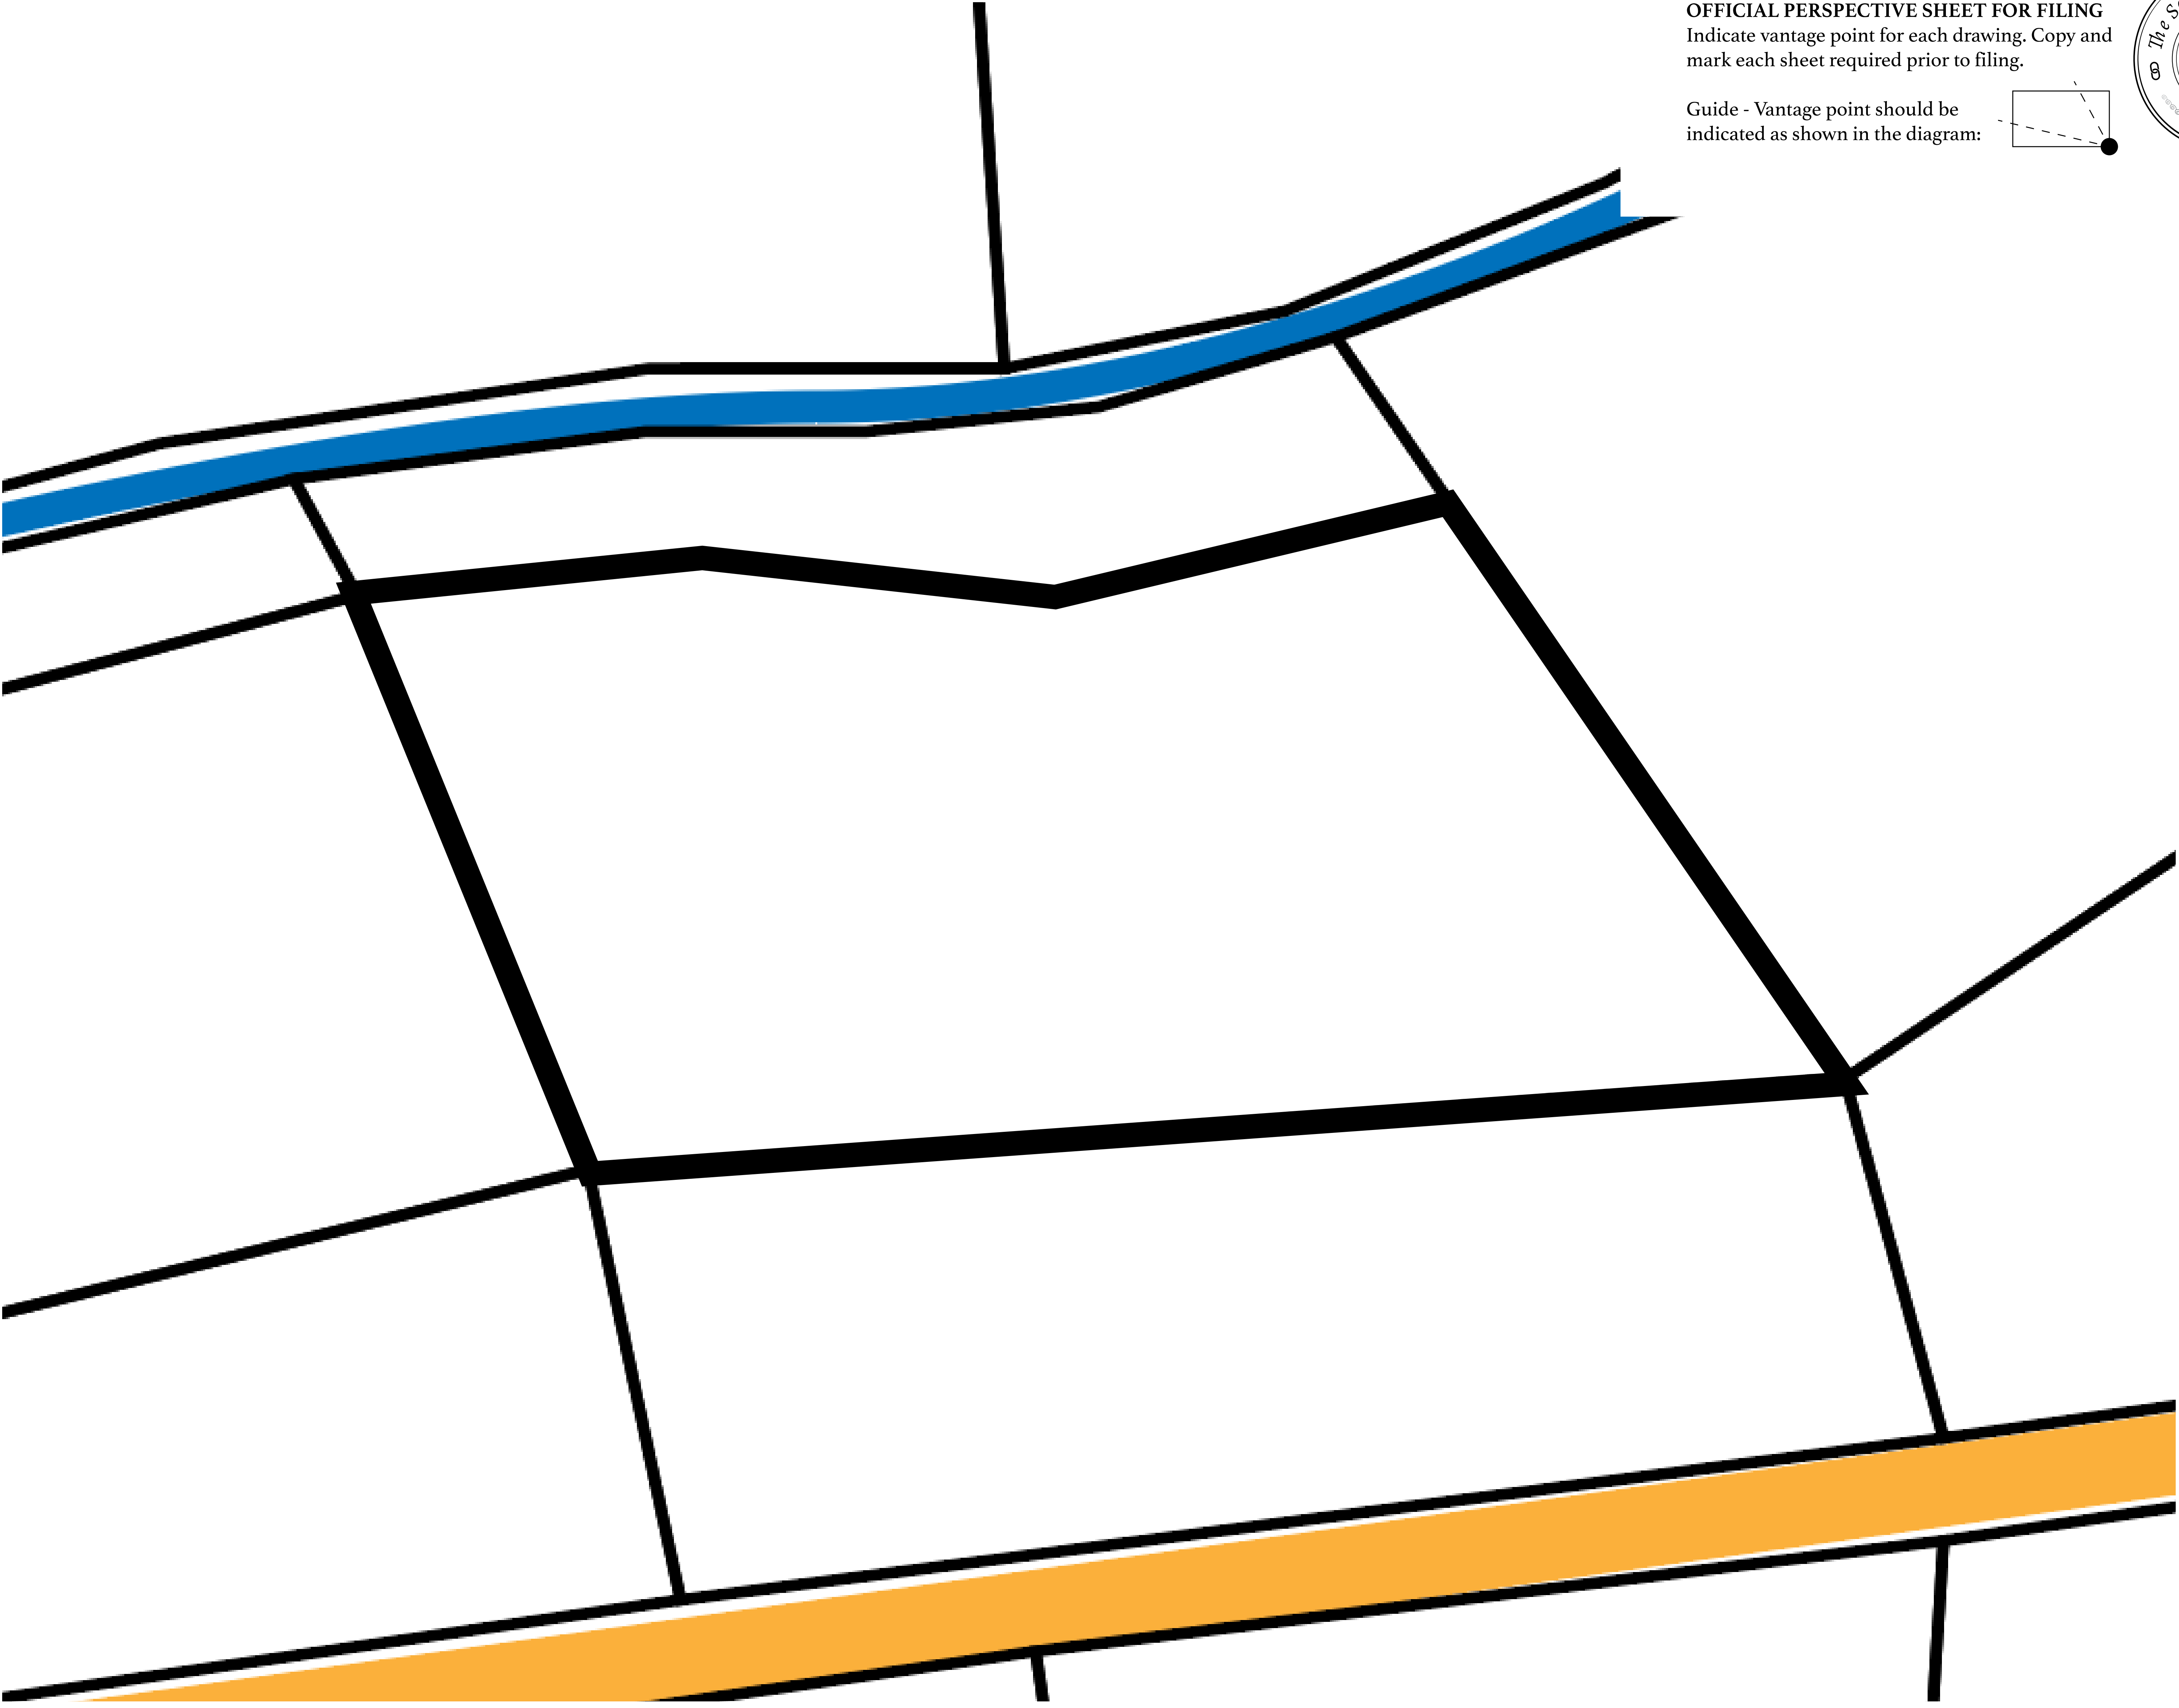 OFFICIAL PERSPECTIVE SHEET FOR FILING
Indicate vantage point for each drawing. Copy and
mark each sheet required prior to filing.
Guide - Vantage point should be
indicated as shown in the diagram:
The